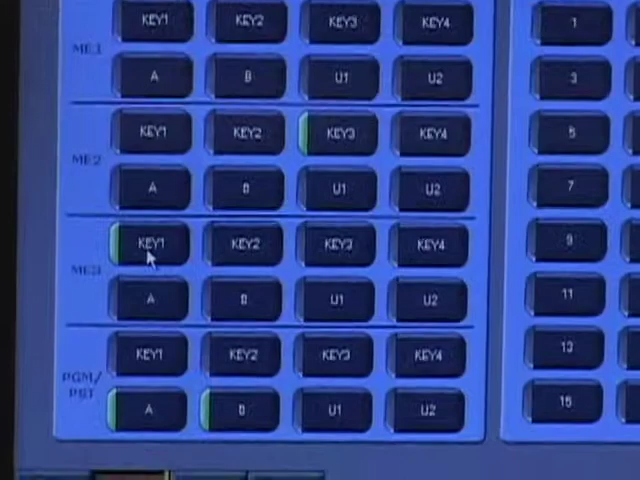 KEY1 KEY2 KEY3 KEY4 1
ME1
A B U1 U2 3
KEY1 KEY2 KEY3 KEY4 5
ME2
A B U1 U2 7
KEY1 KEY2 KEY3 KEY4 9
ME3
A B U1 U2 11
KEY1 KEY2 KEY3 KEY4 13
PGM/
PST
A B U1 U2 15